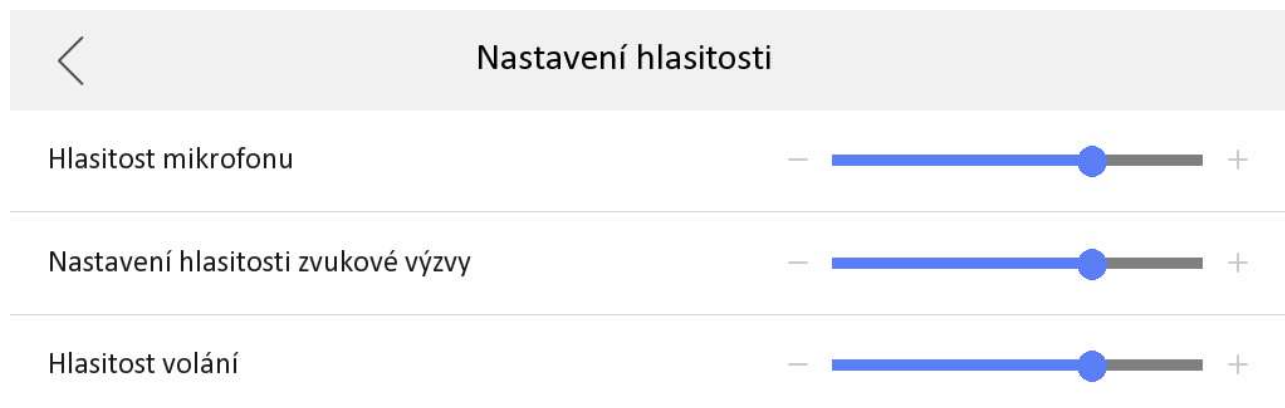 Nastavení hlasitosti
Hlasitost mikrofonu
Nastavení hlasitosti zvukové výzvy
Hlasitost volání